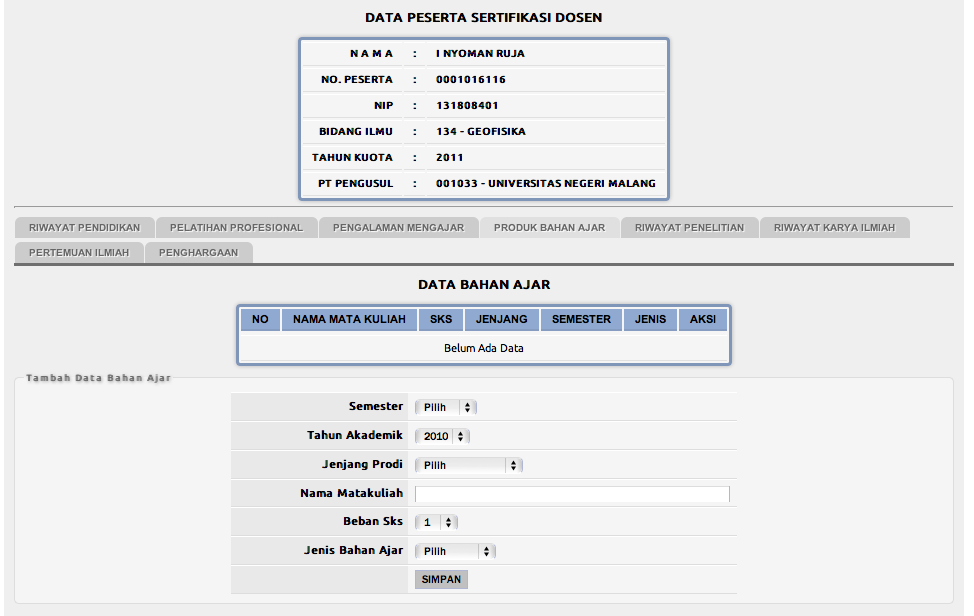 DATA PESERTA SERTIFIKASI DOSEN
N A M A : I NYOMAN RUJA
NO. PESERTA : 0001016116
NIP : 131808401
BIDANG ILMU : 134 - GEOFISIKA
TAHUN KUOTA : 2011
PT PENGUSUL : 001033 - UNIVERSITAS NEGERI MALANG
RIWAYAT PENDIDIKAN PELATIHAN PROFESIONAL PENGALAMAN MENGAJAR PRODUK BAHAN AJAR RIWAYAT PENELITIAN RIWAYAT KARYA ILMIAH
PERTEMUAN ILMIAH PENGHARGAAN
DATA BAHAN AJAR
NO NAMA MATA KULIAH SKS JENJANG SEMESTER JENIS AKSI
Belum Ada Data
Tambah Data Bahan Ajar
Semester Pilih
Tahun Akademik 2010
Jenjang Prodi Pilih
Nama Matakuliah
Beban Sks 1
Jenis Bahan Ajar Pilih
SIMPAN